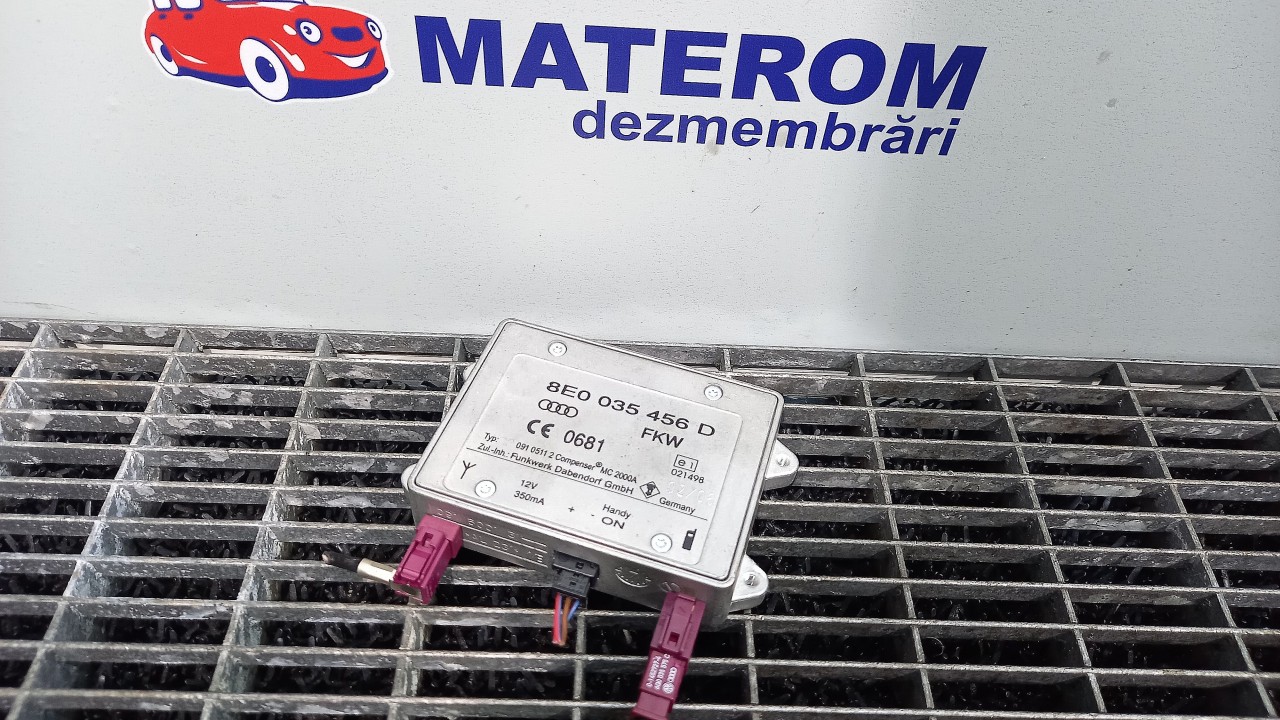 MATEROM
dezmembrări
8E0 035 456 D
FKW
CE 0681
Typ: 091 0511 2 Compenser® MC 2000A
Zul.-Inh.: Funkwerk Dabendorf GmbH
Germany
e1
021498
12V
350mA
+ -
Handy
ON